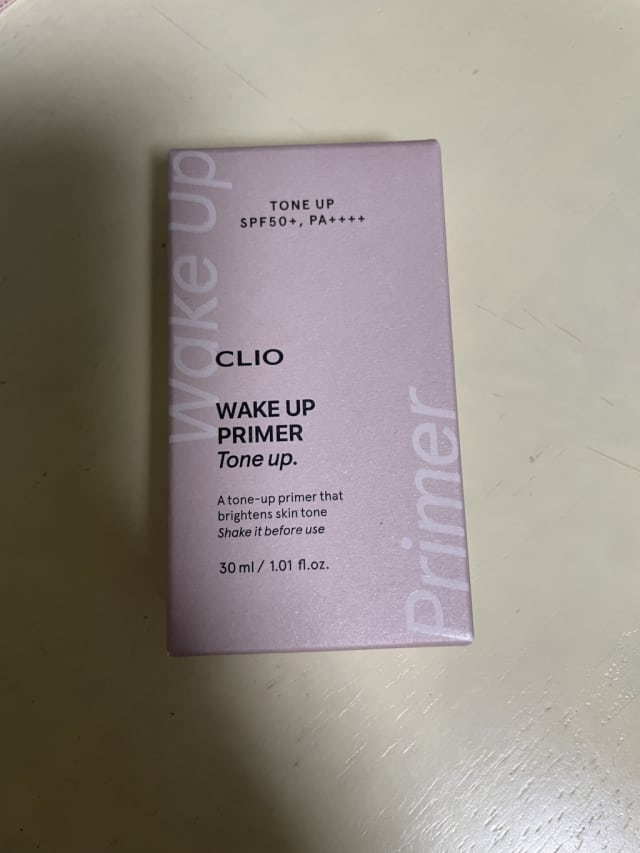 Wake Up
TONE UP
SPF50+, PA++++
CLIO
WAKE UP
PRIMER
Tone up.
A tone-up primer that
brightens skin tone
Shake it before use
30 ml / 1.01 fl.oz.
Primer